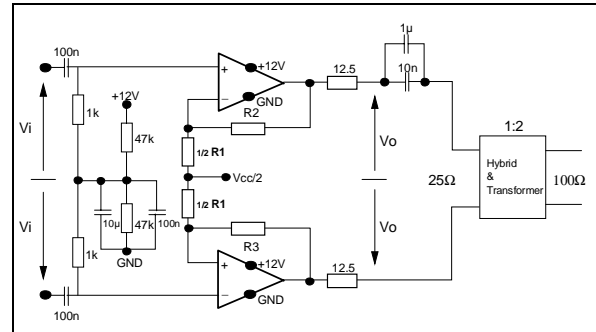 100n
+12V
1k
47k
Vi
Vi
10µ
47k
100n
GND
1k
100n
+
−
+12V
GND
R2
1/2 R1
Vcc/2
1/2 R1
R3
+
−
+12V
GND
12.5
12.5
1µ
10n
Vo
Vo
25Ω
1:2
Hybrid
&
Transformer
100Ω